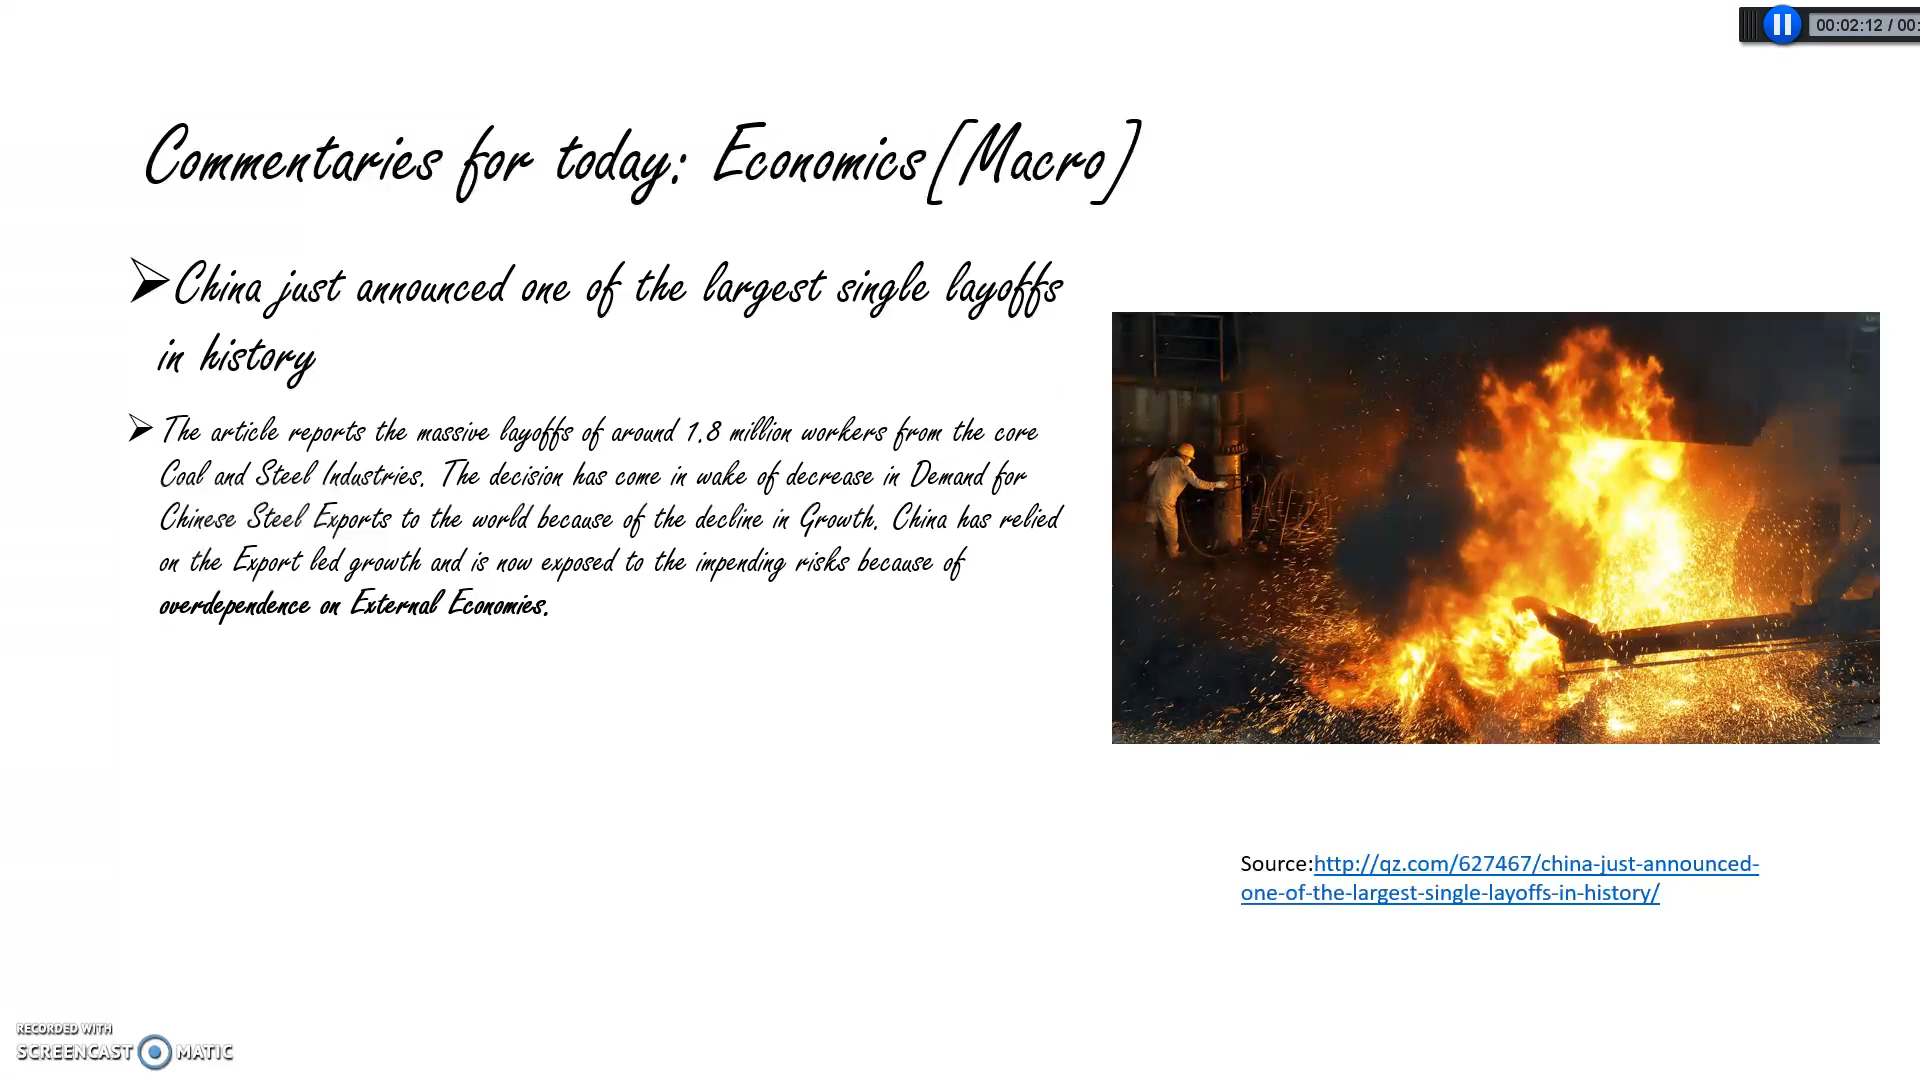 00:02:12 / 00:
Commentaries for today: Economics[Macro]
China just announced one of the largest single layoffs
in history
The article reports the massive layoffs of around 1.8 million workers from the core
Coal and Steel Industries. The decision has come in wake of decrease in Demand for
Chinese Steel Exports to the world because of the decline in Growth. China has relied
on the Export led growth and is now exposed to the impending risks because of
overdependence on External Economies.
Source:http://qz.com/627467/china-just-announced-
one-of-the-largest-single-layoffs-in-history/
RECORDED WITH
SCREENCAST MATIC